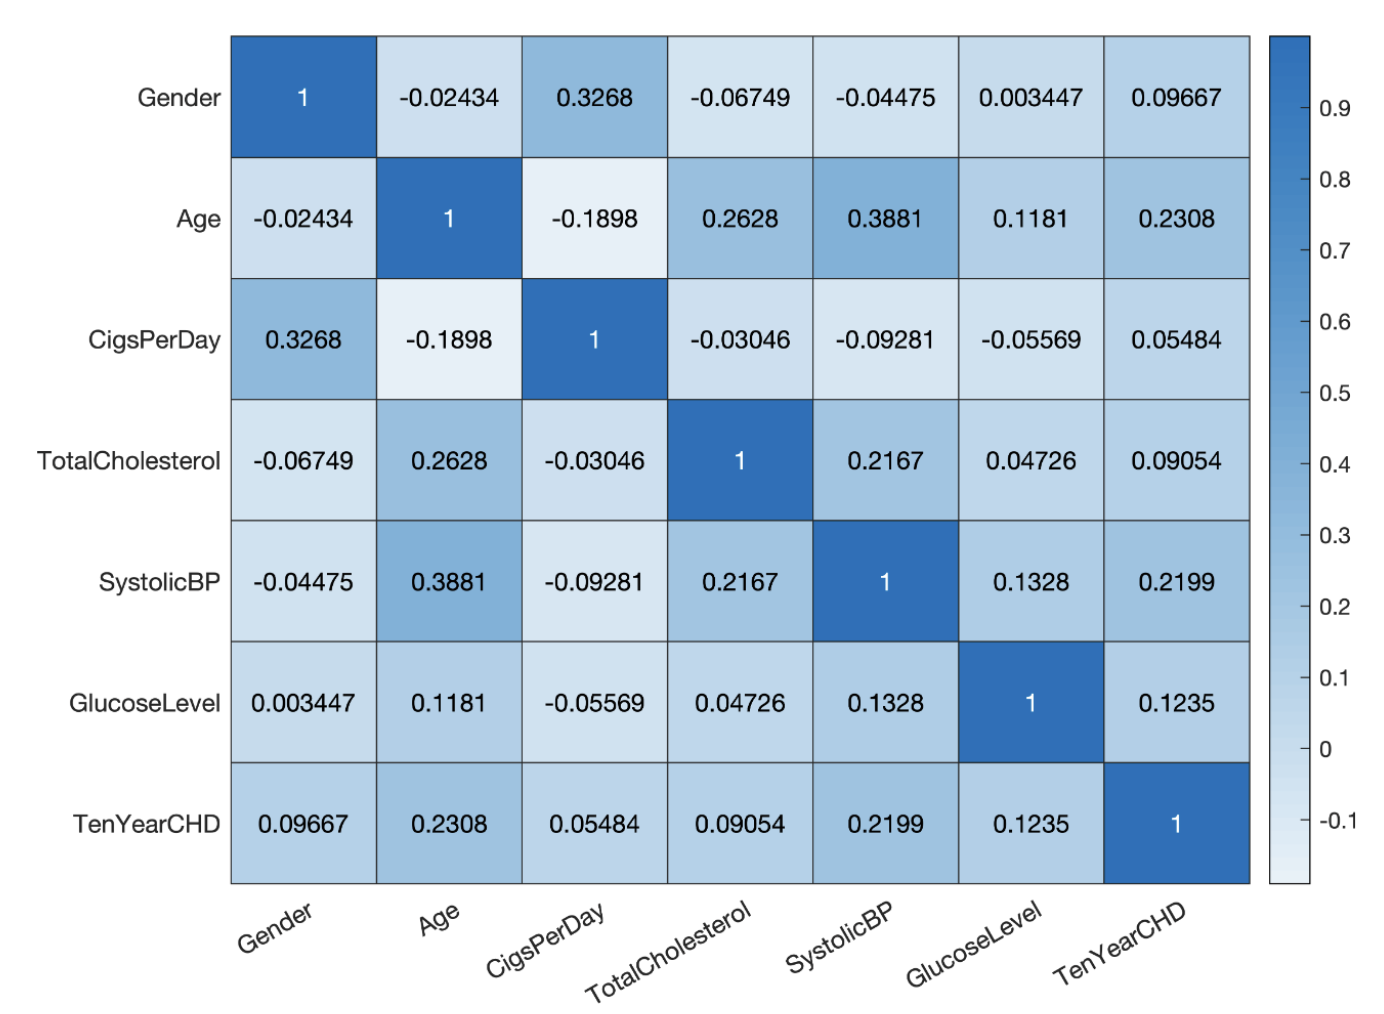 Gender 1 -0.02434 0.3268 -0.06749 -0.04475 0.003447 0.09667
Age -0.02434 1 -0.1898 0.2628 0.3881 0.1181 0.2308
CigsPerDay 0.3268 -0.1898 1 -0.03046 -0.09281 -0.05569 0.05484
TotalCholesterol -0.06749 0.2628 -0.03046 1 0.2167 0.04726 0.09054
SystolicBP -0.04475 0.3881 -0.09281 0.2167 1 0.1328 0.2199
GlucoseLevel 0.003447 0.1181 -0.05569 0.04726 0.1328 1 0.1235
TenYearCHD 0.09667 0.2308 0.05484 0.09054 0.2199 0.1235 1
Gender Age CigsPerDay TotalCholesterol SystolicBP GlucoseLevel TenYearCHD
0.9
0.8
0.7
0.6
0.5
0.4
0.3
0.2
0.1
0
-0.1